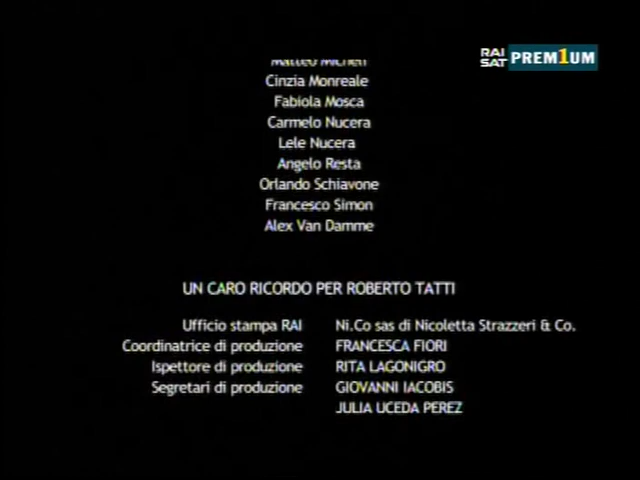 RAI
SAT PREM1UM
Cinzia Monreale
Fabiola Mosca
Carmelo Nucera
Lele Nucera
Angelo Resta
Orlando Schiavone
Francesco Simon
Alex Van Damme
UN CARO RICORDO PER ROBERTO TATTI
Ufficio stampa RAI Ni.Co sas di Nicoletta Strazzeri & Co.
Coordinatrice di produzione FRANCESCA FIORI
Ispettore di produzione RITA LAGONIGRO
Segretari di produzione GIOVANNI IACOBIS
JULIA UCEDA PEREZ